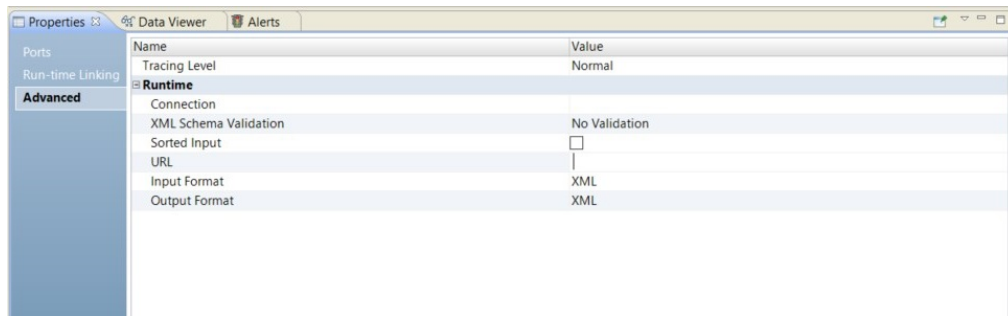 Properties Data Viewer Alerts
Ports
Run-time Linking
Advanced
Name Value
Tracing Level Normal
Runtime
Connection
XML Schema Validation No Validation
Sorted Input
URL
Input Format XML
Output Format XML